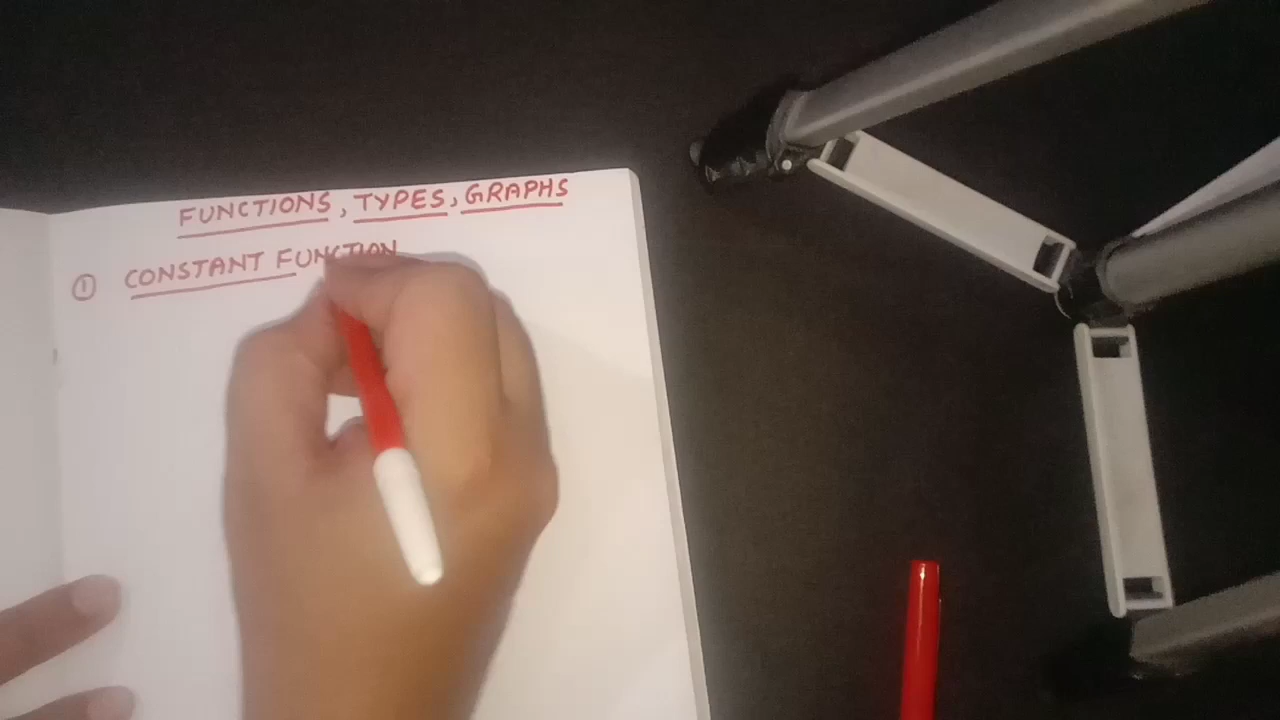 FUNCTIONS, TYPES, GRAPHS
① CONSTANT FUNCTION